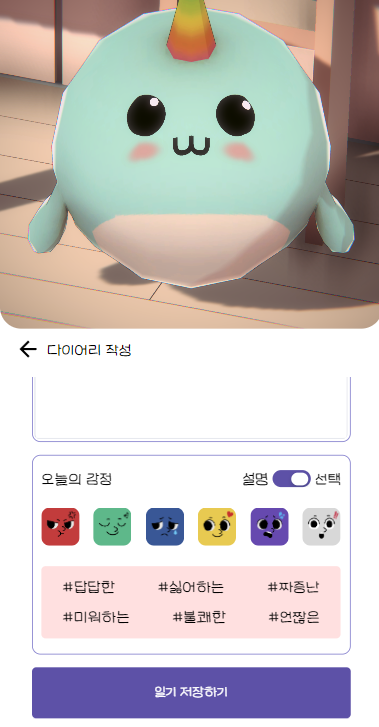 다이어리 작성
오늘의 감정 설명 선택
#답답한 #싫어하는 #짜증난
#미워하는 #불쾌한 #언짢은
일기 저장하기